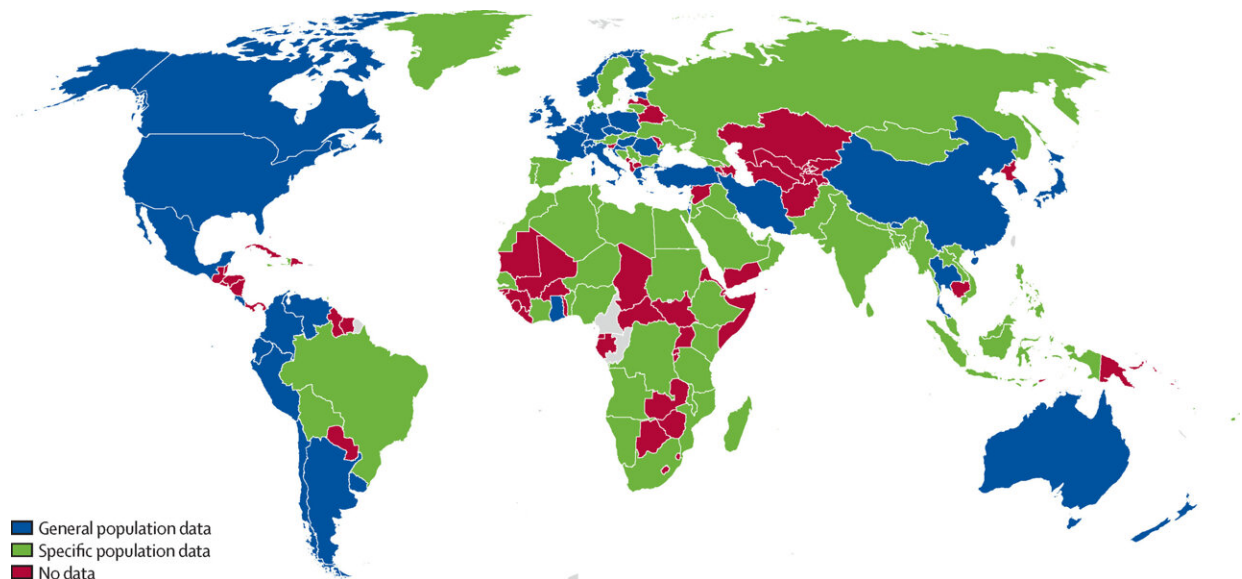 General population data
Specific population data
No data